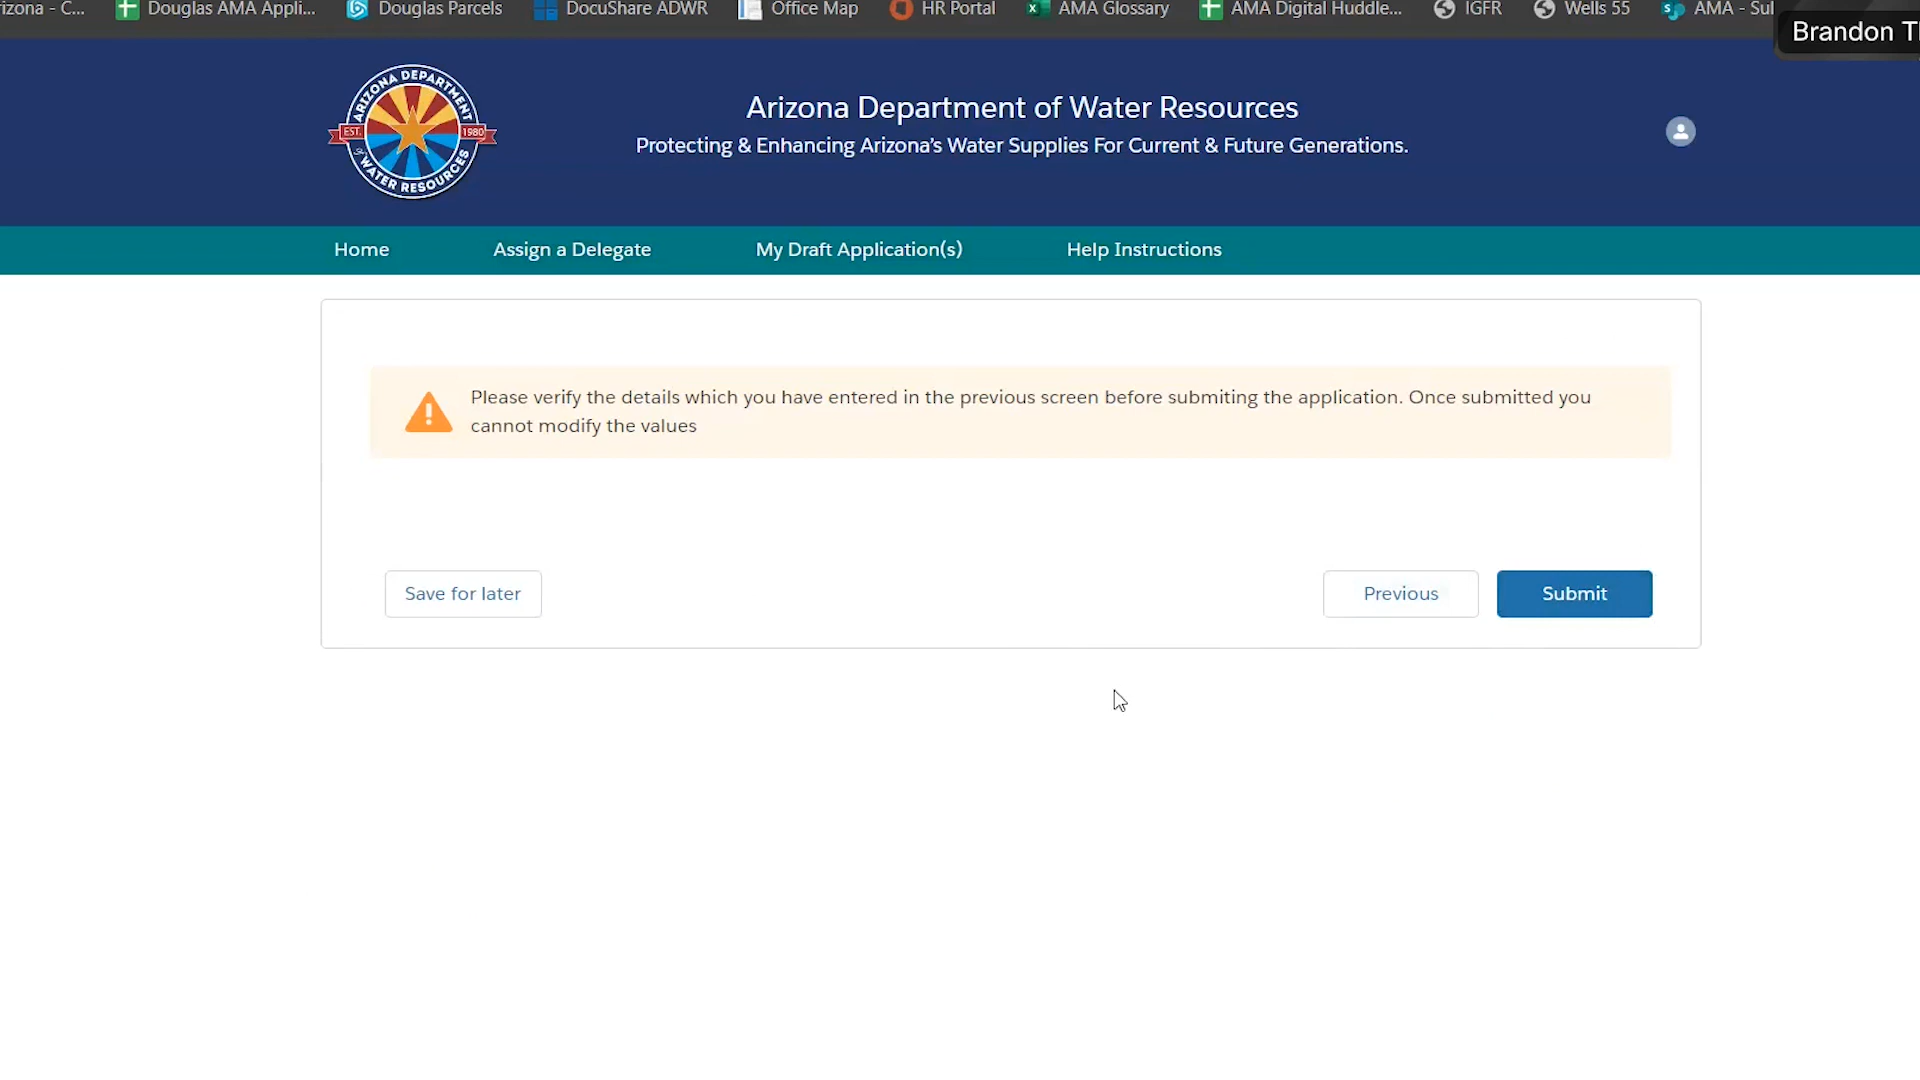 izona - C... Douglas AMA Appli... Douglas Parcels DocuShare ADWR Office Map HR Portal AMA Glossary AMA Digital Huddle... IGFR Wells 55 AMA - Sul
Brandon T
ARIZONA DEPARTMENT
EST. 1980
WATER RESOURCES
Arizona Department of Water Resources
Protecting & Enhancing Arizona's Water Supplies For Current & Future Generations.
Home Assign a Delegate My Draft Application(s) Help Instructions
Please verify the details which you have entered in the previous screen before submiting the application. Once submitted you
cannot modify the values
Save for later Previous Submit